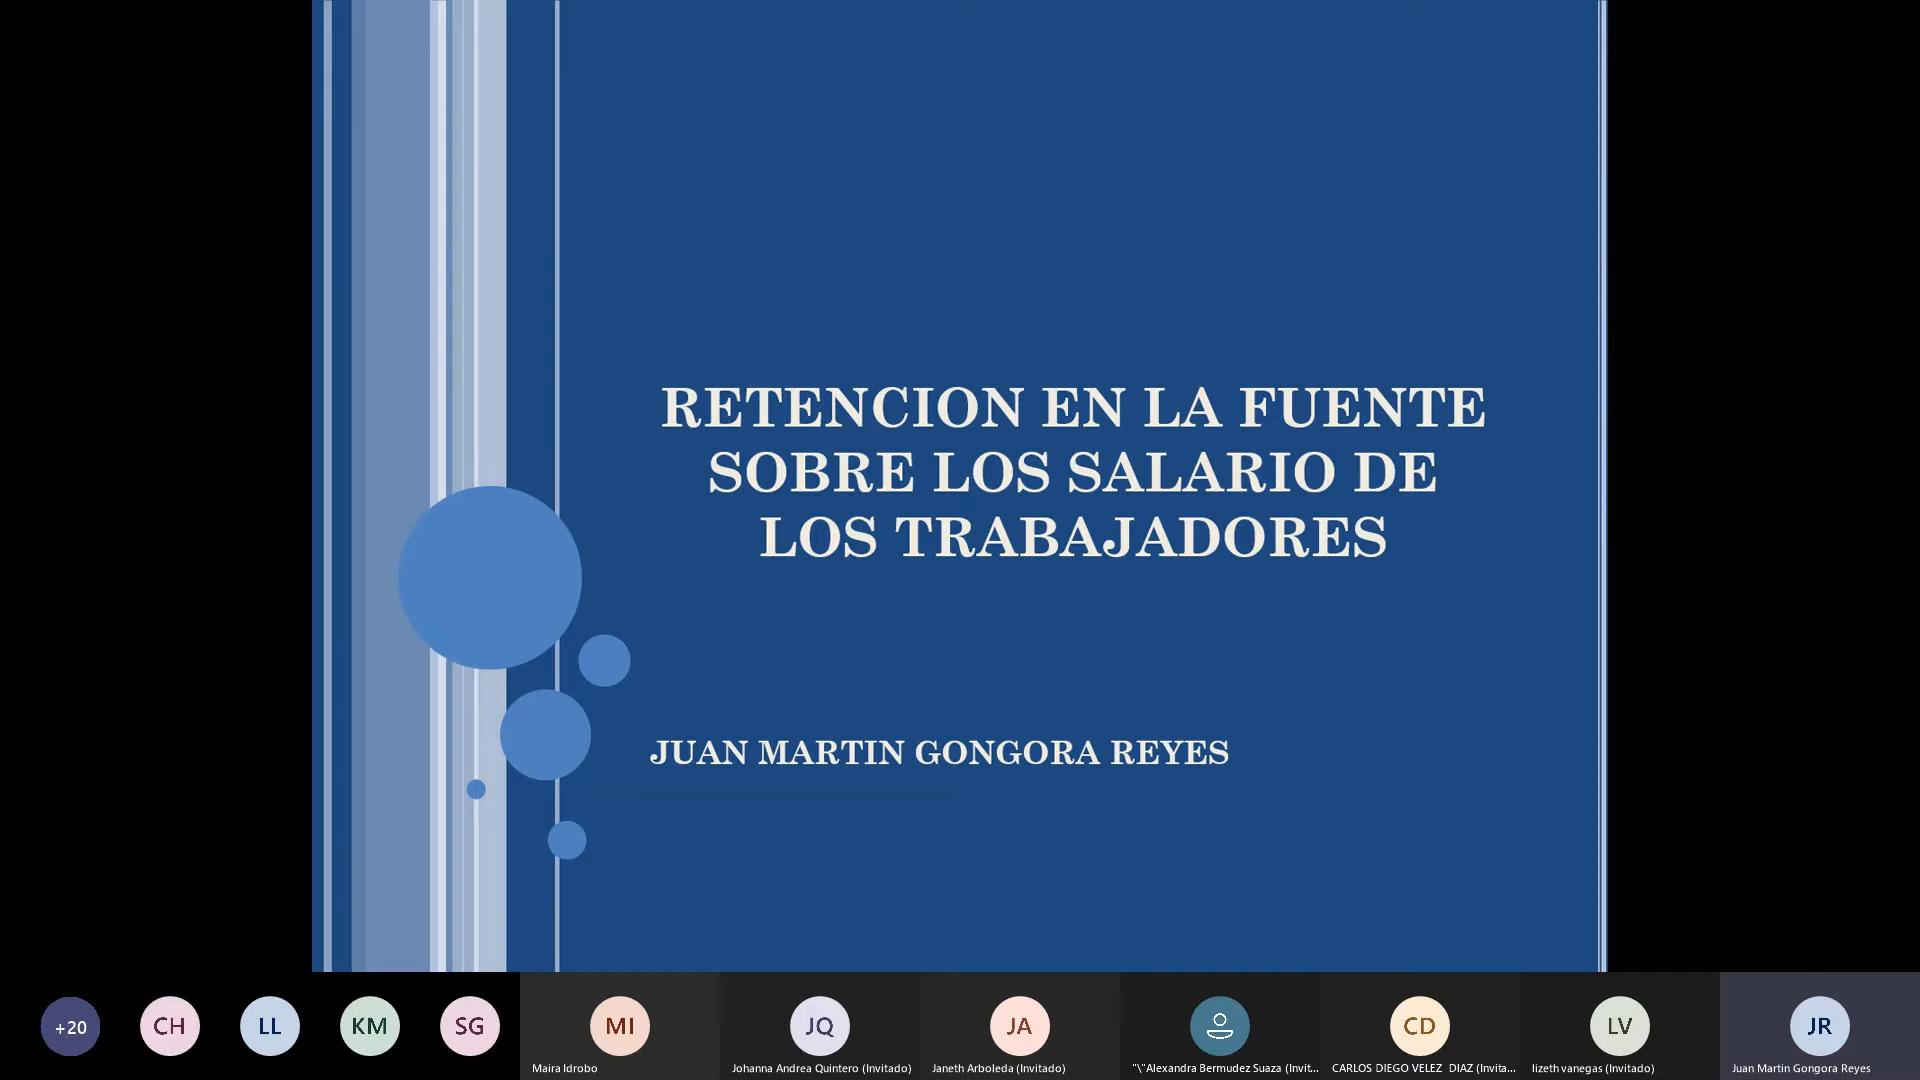 RETENCION EN LA FUENTE
SOBRE LOS SALARIO DE
LOS TRABAJADORES
JUAN MARTIN GONGORA REYES
+20
CH
LL
KM
SG
MI
JQ
JA
CD
LV
JR
Maira Idrobo
Johanna Andrea Quintero (Invitado)
Janeth Arboleda (Invitado)
"\"Alexandra Bermudez Suaza (Invit...
CARLOS DIEGO VELEZ DIAZ (Invita...
lizeth vanegas (Invitado)
Juan Martin Gongora Reyes